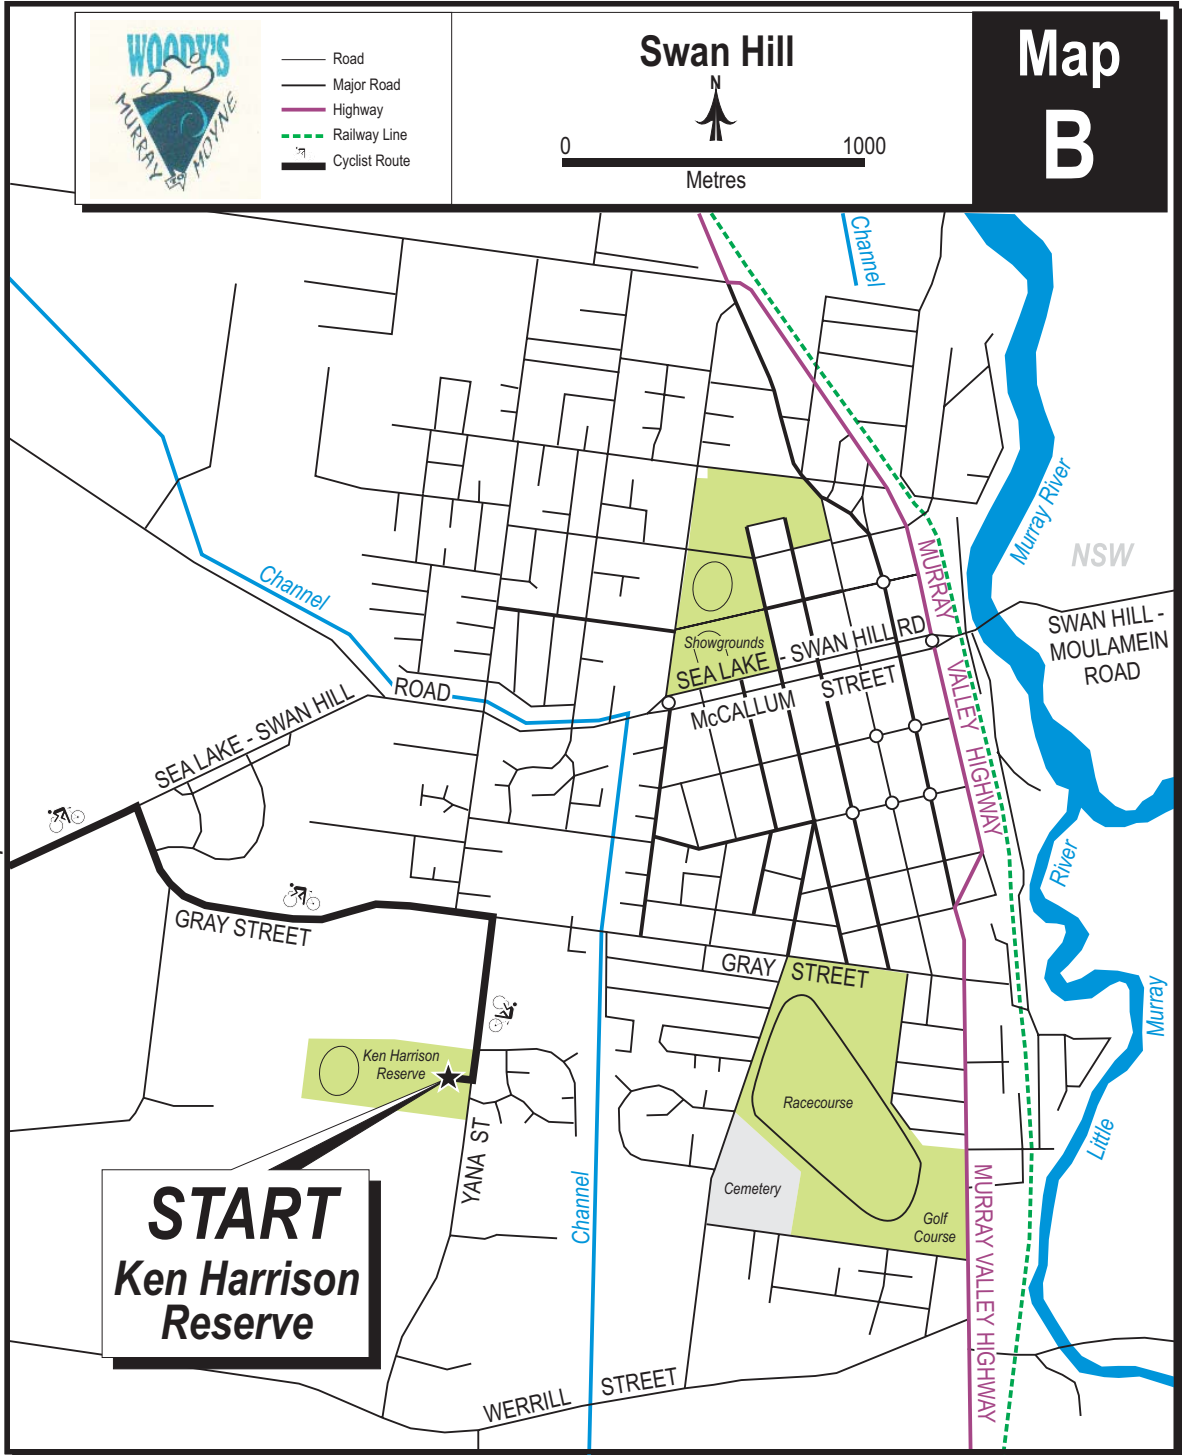 WOODY'S
MURRAY
MOYNE
Road
Major Road
Highway
Railway Line
Cyclist Route
Swan Hill
N
0
1000
Metres
Map
B
Channel
Murray River
NSW
MURRAY
VALLEY
HIGHWAY
SWAN HILL -
MOULAMEIN
ROAD
Channel
Showgrounds
SEA LAKE - SWAN HILL RD
McCALLUM
STREET
SEA LAKE - SWAN HILL
ROAD
River
GRAY STREET
GRAY
STREET
Murray
Ken Harrison
Reserve
Racecourse
Little
YANA ST
Channel
Cemetery
Golf
Course
MURRAY VALLEY HIGHWAY
START
Ken Harrison
Reserve
WERRILL
STREET